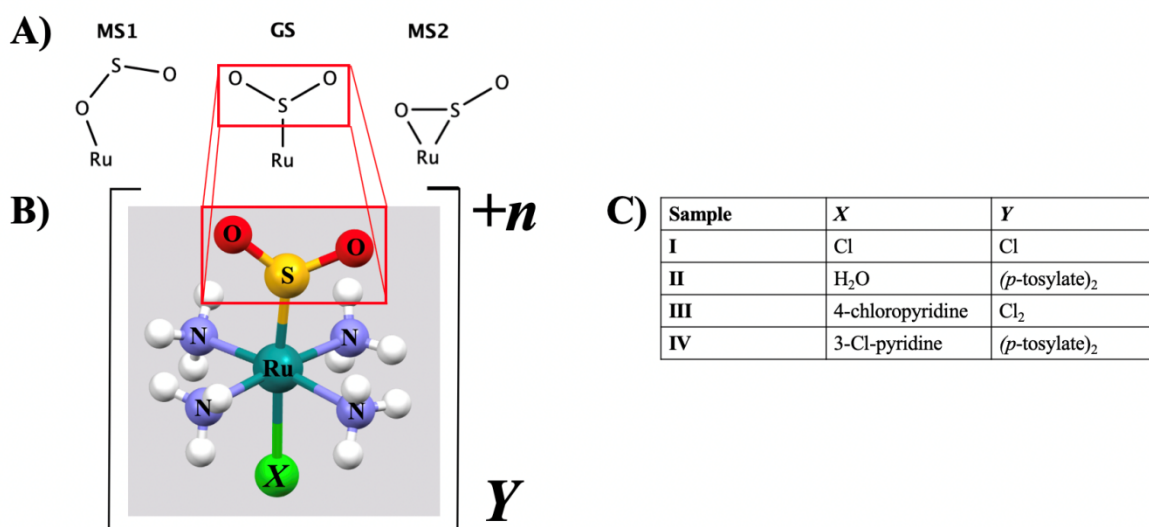 A)
MS1 GS MS2
S O
O
Ru
O O
S
Ru
O
O S
Ru
B)
+n
O O
S
N N
Ru
N N
X
Y
C)
Sample X Y
I Cl Cl
II H₂O (p-tosylate)₂
III 4-chloropyridine Cl₂
IV 3-Cl-pyridine (p-tosylate)₂